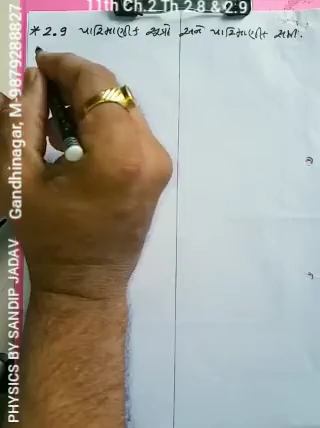 11th Ch.2 Th 2.8 & 2.9
* 2.9 પારિમાણીક સૂત્રો અને પારિમાણીક સમી.
PHYSICS BY SANDIP JADAV Gandhinagar, M-9879288827